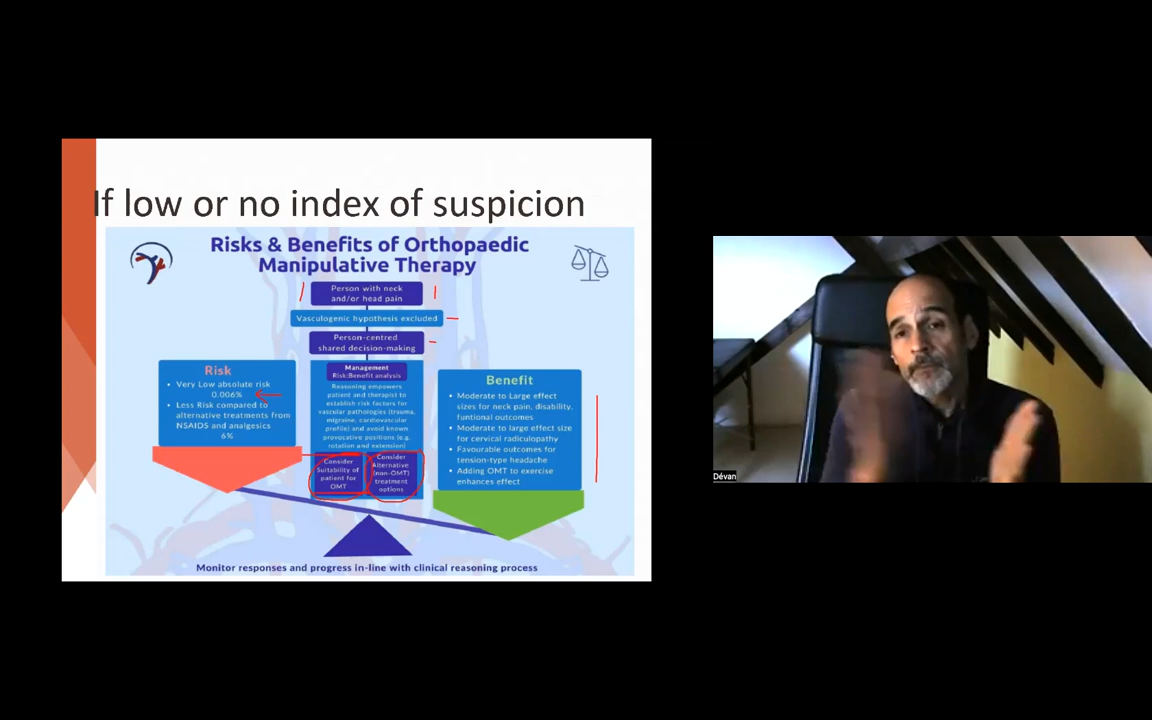 If low or no index of suspicion
Risks & Benefits of Orthopaedic
Manipulative Therapy
Person with neck
and/or head pain
Vasculogenic hypothesis excluded
Person-centred
shared decision-making
Risk
• Very Low absolute risk
0.006%
• Less Risk compared to
alternative treatments from
NSAIDS and analgesics
6%
Management
Risk:Benefit analysis
Reasoning empowers
patient and therapist to
establish risk factors for
vascular pathologies (trauma,
migraine, cardiovascular
profile) and avoid known
provocative positions (e.g.
rotation and extension)
Consider
Suitability of
patient for
OMT
Consider
Alternative
(non-OMT)
treatment
options
Benefit
• Moderate to Large effect
sizes for neck pain, disability,
funtional outcomes
• Moderate to large effect size
for cervical radiculopathy
• Favourable outcomes for
tension-type headache
• Adding OMT to exercise
enhances effect
Monitor responses and progress in-line with clinical reasoning process
Dévan